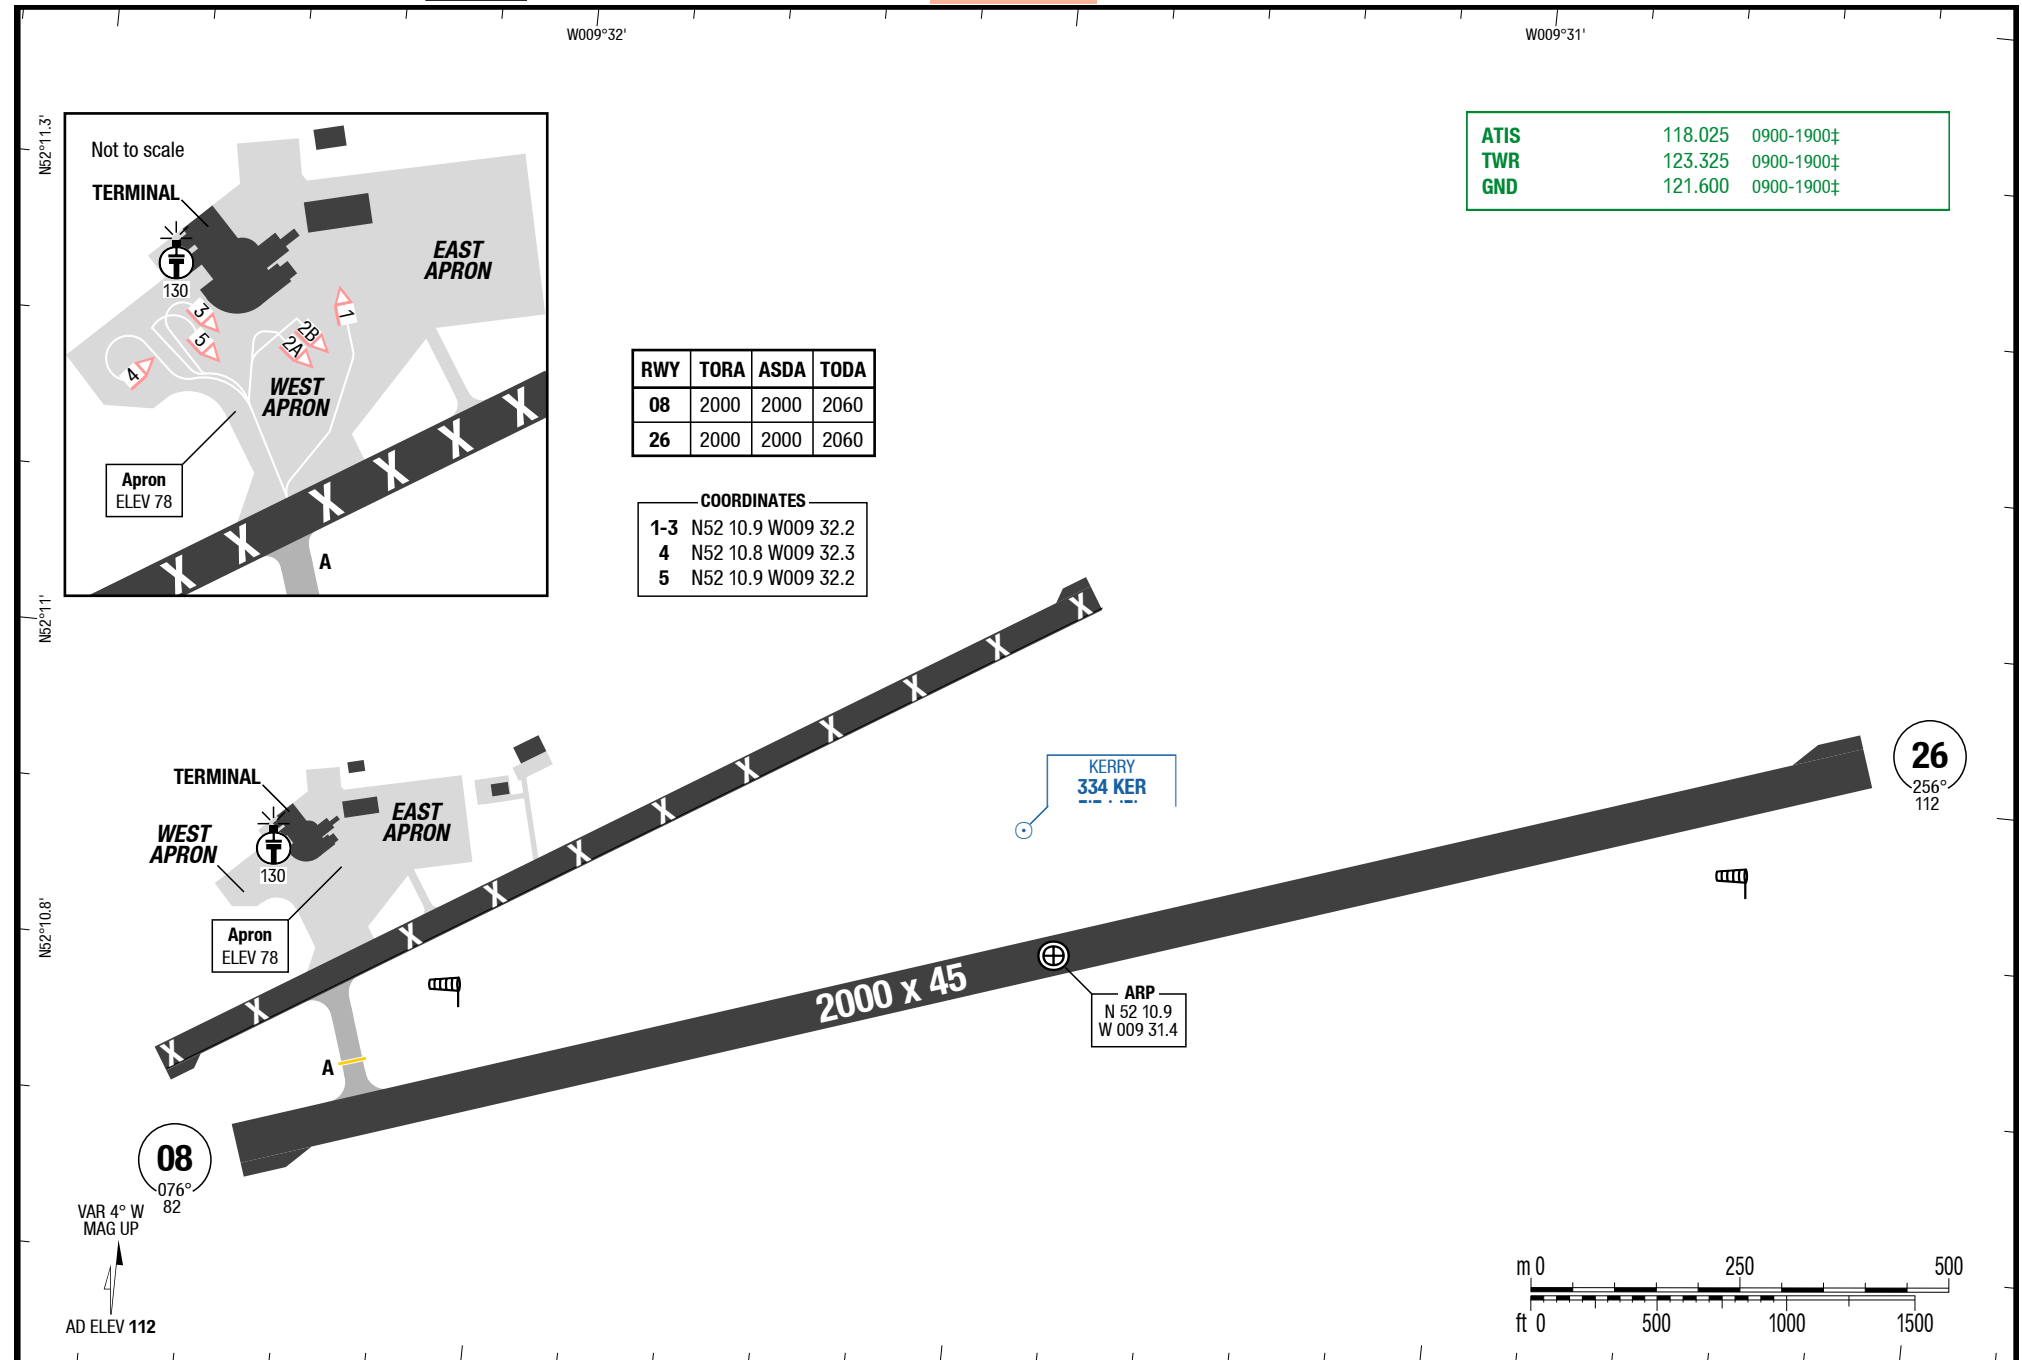 W009°32'
W009°31'
N52°11.3'
N52°11'
N52°10.8'
Not to scale
TERMINAL
130
EAST
APRON
3
5
4
2B
2A
1
WEST
APRON
Apron
ELEV 78
A
ATIS 118.025 0900-1900‡
TWR 123.325 0900-1900‡
GND 121.600 0900-1900‡
RWY TORA ASDA TODA
08 2000 2000 2060
26 2000 2000 2060
COORDINATES
1-3 N52 10.9 W009 32.2
4 N52 10.8 W009 32.3
5 N52 10.9 W009 32.2
TERMINAL
WEST
APRON
130
EAST
APRON
Apron
ELEV 78
A
KERRY
334 KER
26
256°
112
2000 x 45
ARP
N 52 10.9
W 009 31.4
08
076°
82
VAR 4° W
MAG UP
AD ELEV 112
m 0 250 500
ft 0 500 1000 1500